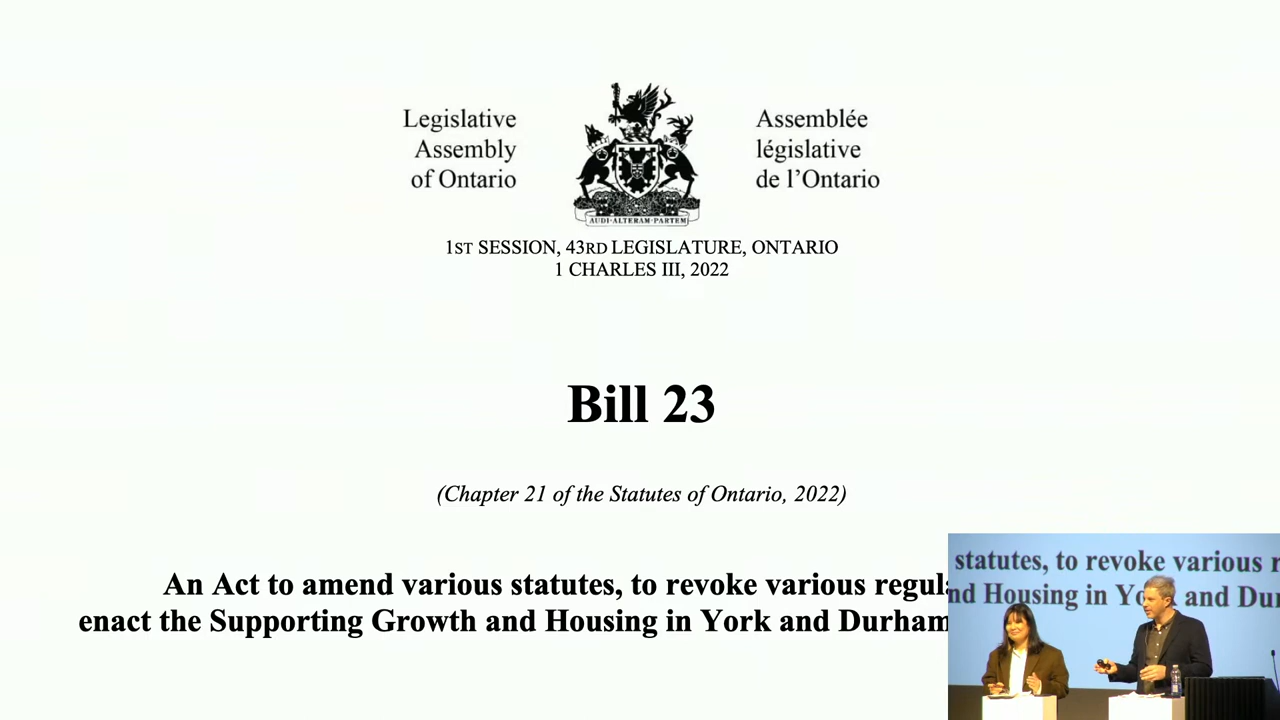 Legislative
Assembly
of Ontario
Assemblée
législative
de l’Ontario
AUDI·ALTERAM·PARTEM
1ST SESSION, 43RD LEGISLATURE, ONTARIO
1 CHARLES III, 2022
Bill 23
(Chapter 21 of the Statutes of Ontario, 2022)
An Act to amend various statutes, to revoke various regula
enact the Supporting Growth and Housing in York and Durham
statutes, to revoke various r
nd Housing in Yo and Du